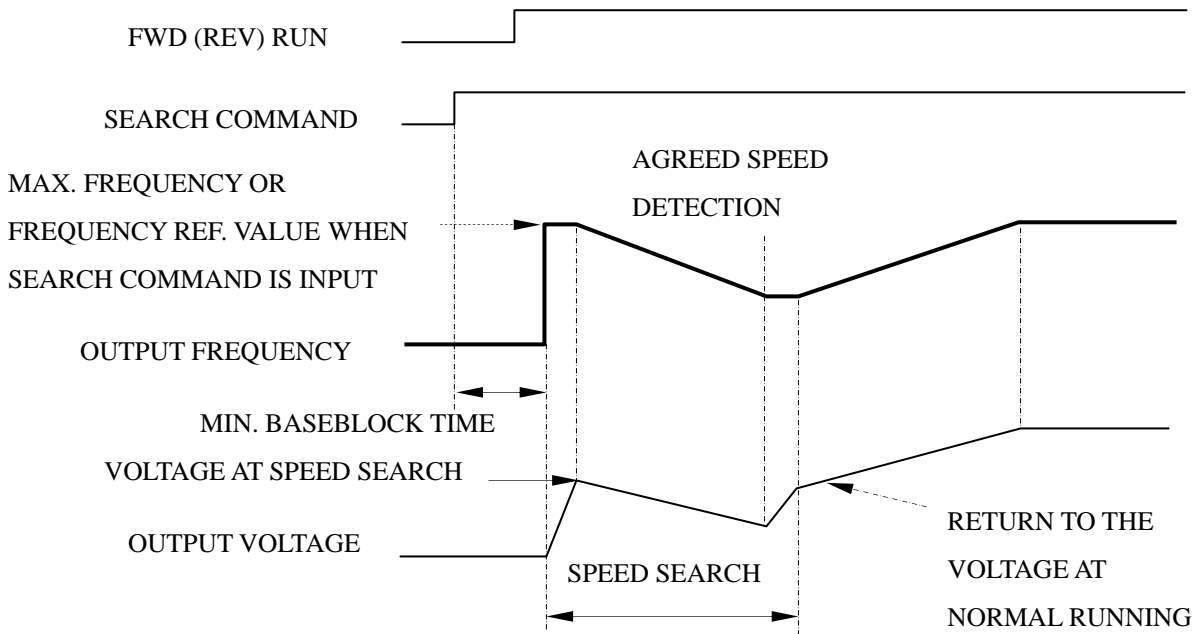 FWD (REV) RUN
SEARCH COMMAND
AGREED SPEED
DETECTION
MAX. FREQUENCY OR
FREQUENCY REF. VALUE WHEN
SEARCH COMMAND IS INPUT
OUTPUT FREQUENCY
MIN. BASEBLOCK TIME
VOLTAGE AT SPEED SEARCH
OUTPUT VOLTAGE
SPEED SEARCH
RETURN TO THE
VOLTAGE AT
NORMAL RUNNING